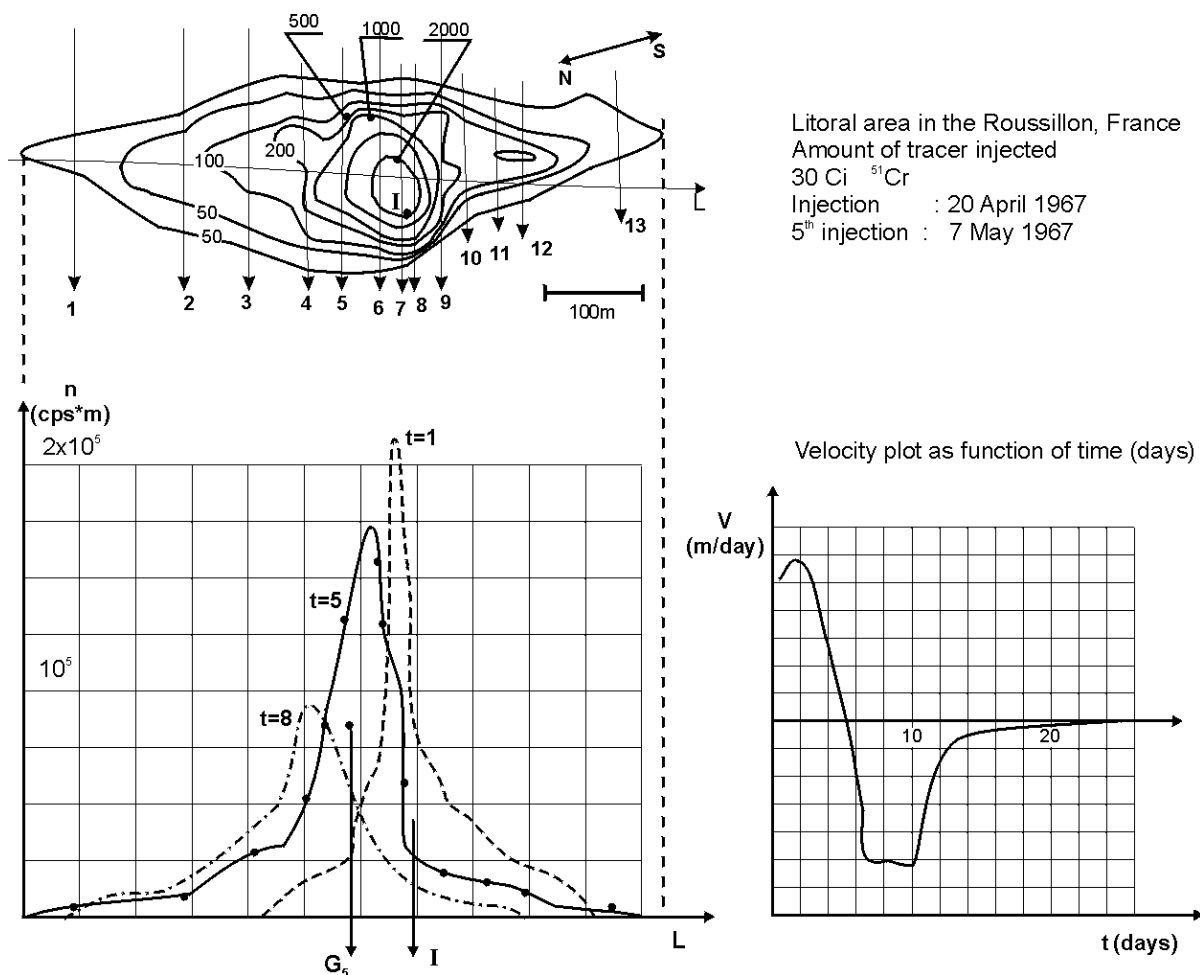 500
1000
2000
N
S
100
200
50
50
I
L
1
2
3
4
5
6
7
8
9
10
11
12
13
100m
Litoral area in the Roussillon, France
Amount of tracer injected
30 Ci ⁵¹Cr
Injection : 20 April 1967
5th injection : 7 May 1967
n
(cps*m)
2x10⁵
10⁵
t=1
t=5
t=8
L
G₅
I
Velocity plot as function of time (days)
V
(m/day)
10
20
t (days)